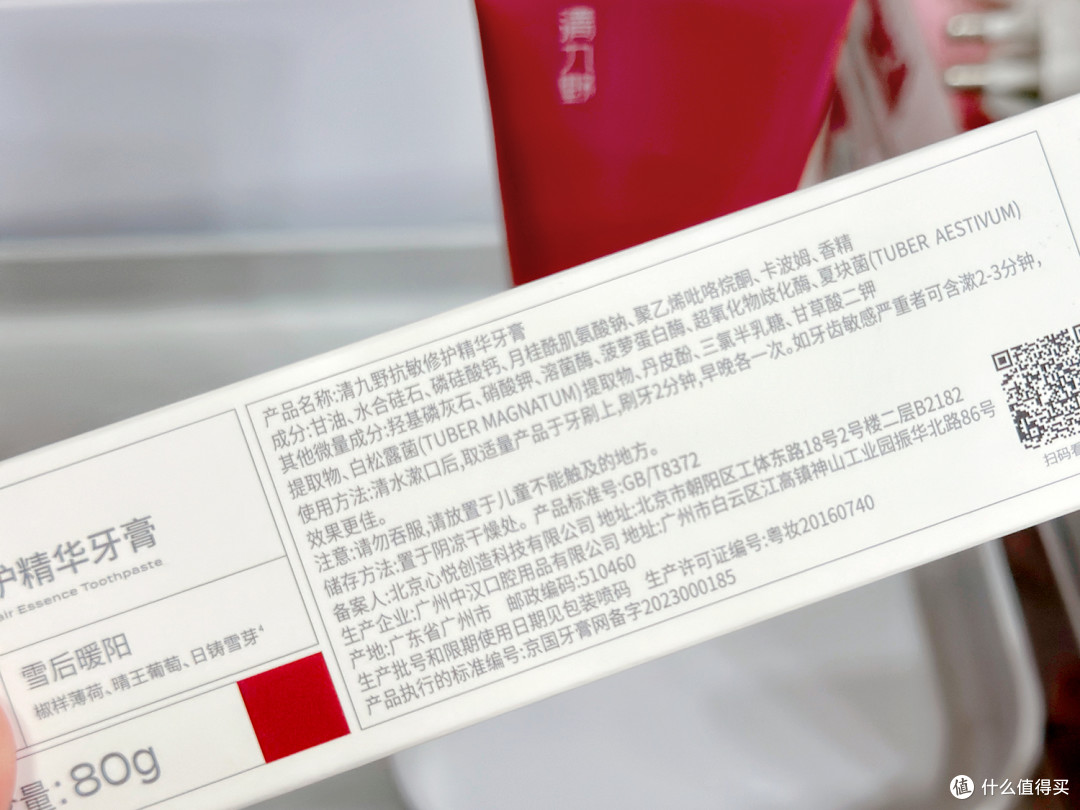 清九野
产品名称:清九野抗敏修护精华牙膏
成分:甘油、水合硅石、磷硅酸钙、月桂酰肌氨酸钠、聚乙烯吡咯烷酮、卡波姆、香精
其他微量成分:羟基磷灰石、硝酸钾、溶菌酶、菠萝蛋白酶、超氧化物歧化酶、夏块菌(TUBER AESTIVUM)
提取物、白松露菌(TUBER MAGNATUM)提取物、丹皮酚、三氯半乳糖、甘草酸二钾
使用方法:清水漱口后,取适量产品于牙刷上,刷牙2分钟,早晚各一次。如牙齿敏感严重者可含漱2-3分钟,
效果更佳。
注意:请勿吞服,请放置于儿童不能触及的地方。
储存方法:置于阴凉干燥处。产品标准号:GB/T8372
备案人:北京心悦创造科技有限公司 地址:北京市朝阳区工体东路18号2号楼二层B2182
生产企业:广州中汉口腔用品有限公司 地址:广州市白云区江高镇神山工业园振华北路86号
产地:广东省广州市 邮政编码:510460 生产许可证编号:粤妆20160740
生产批号和限期使用日期见包装喷码
产品执行的标准编号:京国牙膏网备字2023000185
扫码看
护精华牙膏
air Essence Toothpaste
雪后暖阳
椒样薄荷、晴王葡萄、日铸雪芽4
量:80g
值 什么值得买